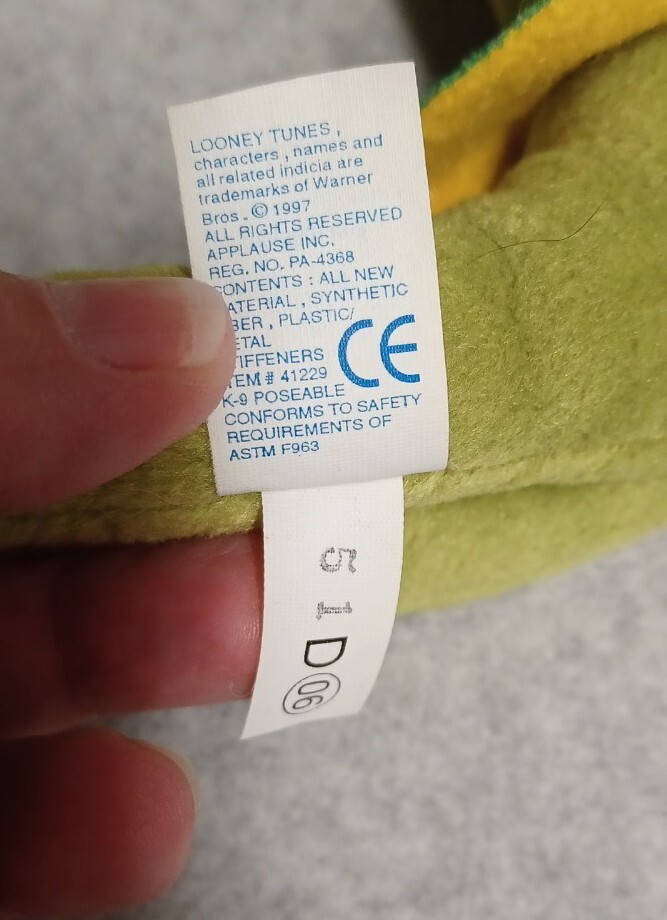 LOONEY TUNES ,
characters , names and
all related indicia are
trademarks of Warner
Bros . © 1997
ALL RIGHTS RESERVED
APPLAUSE INC.
REG. NO. PA-4368
CONTENTS : ALL NEW
ATERIAL , SYNTHETIC
BER , PLASTIC/
ETAL
TIFFENERS
TEM # 41229
K-9 POSEABLE
CONFORMS TO SAFETY
REQUIREMENTS OF
ASTM F963
CE
51D 06